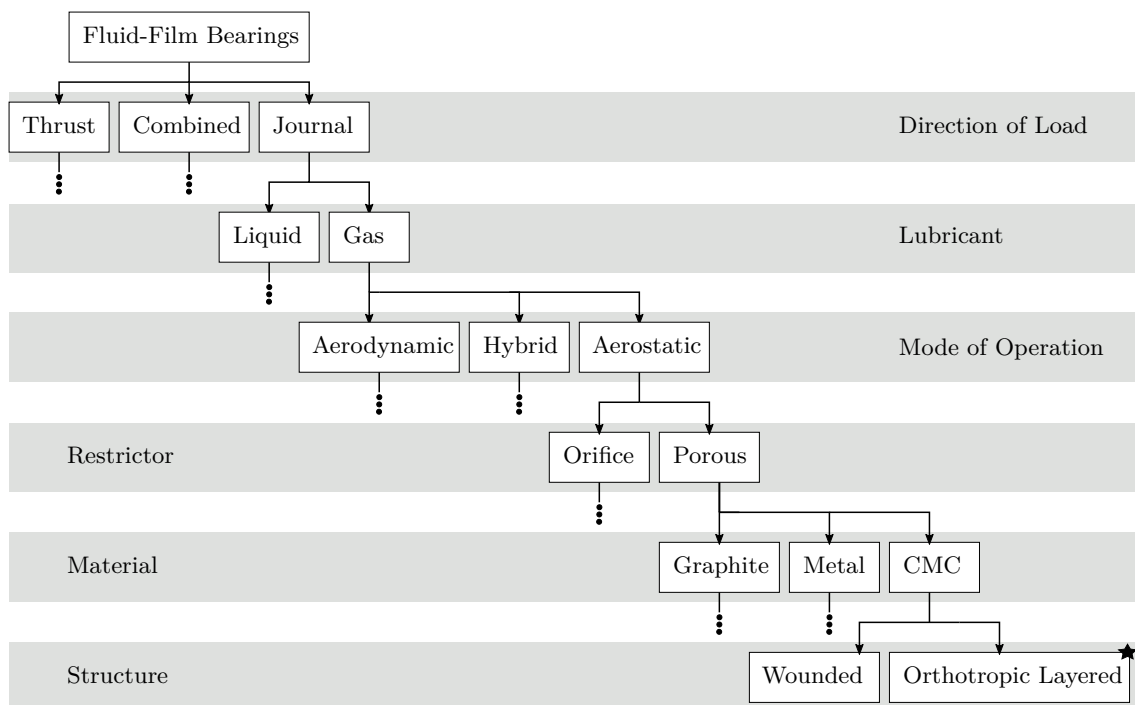 Fluid-Film Bearings
Thrust
Combined
Journal
Direction of Load
Liquid
Gas
Lubricant
Aerodynamic
Hybrid
Aerostatic
Mode of Operation
Restrictor
Orifice
Porous
Material
Graphite
Metal
CMC
Structure
Wounded
Orthotropic Layered